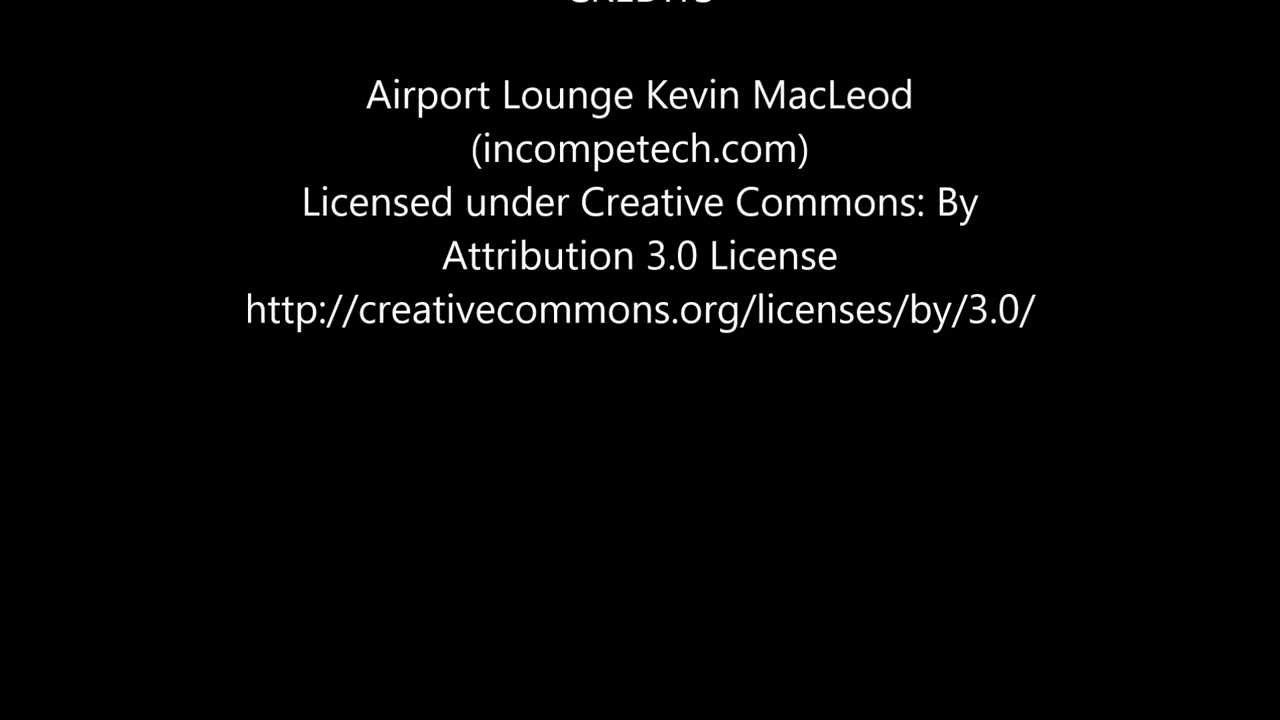 CREDITS
Airport Lounge Kevin MacLeod
(incompetech.com)
Licensed under Creative Commons: By
Attribution 3.0 License
http://creativecommons.org/licenses/by/3.0/